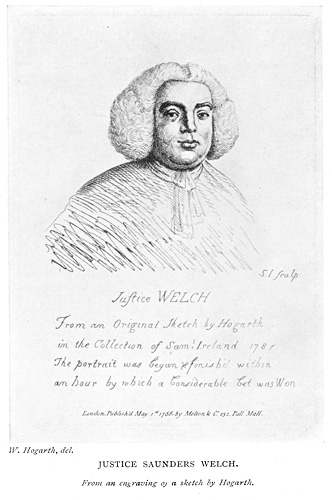 S. I sculp
Justice WELCH
From an Original Sketch by Hogarth
in the Collection of Saml. Ireland 178
The portrait was begun & finish'd within
an hour by which a Considerable bet was Won
London. Publish'd May 1st 1788 by Molton & Co. 132. Pall Mall.
W. Hogarth, del.
JUSTICE SAUNDERS WELCH.
From an engraving of a sketch by Hogarth.